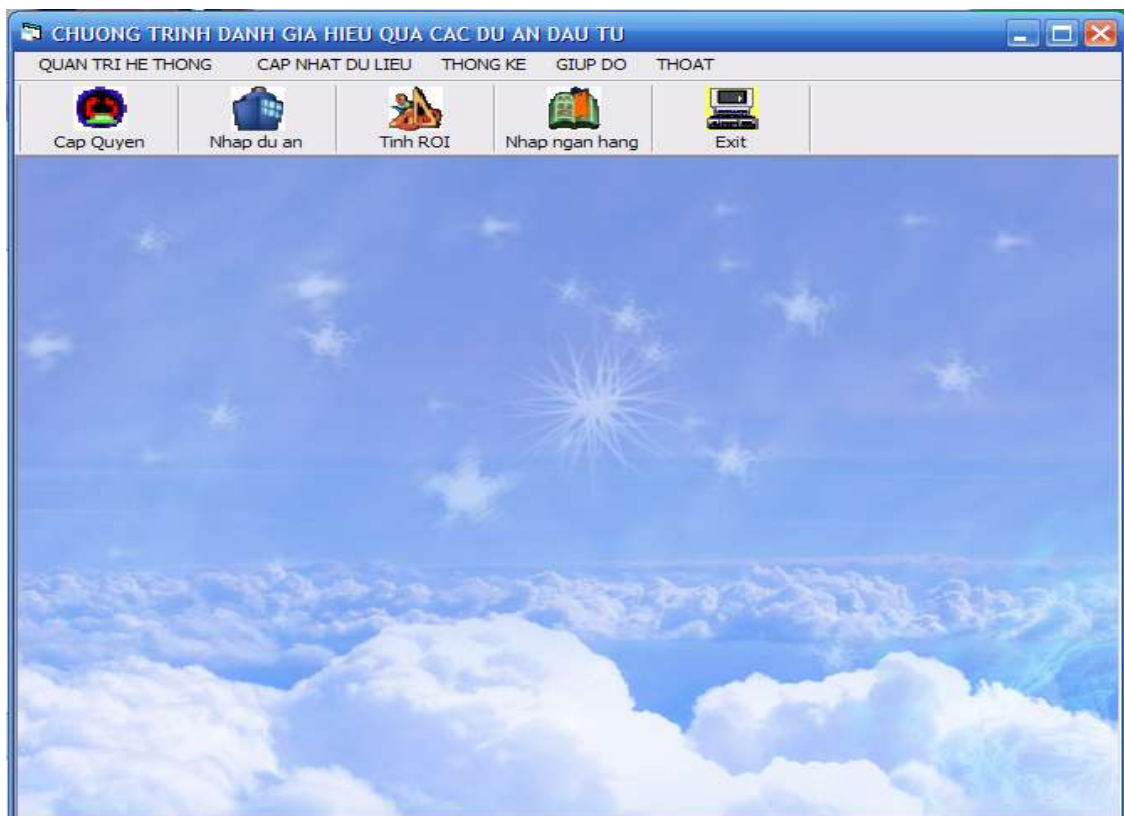 CHUONG TRINH DANH GIA HIEU QUA CAC DU AN DAU TU
QUAN TRI HE THONG CAP NHAT DU LIEU THONG KE GIUP DO THOAT
Cap Quyen Nhap du an Tinh ROI Nhap ngan hang Exit